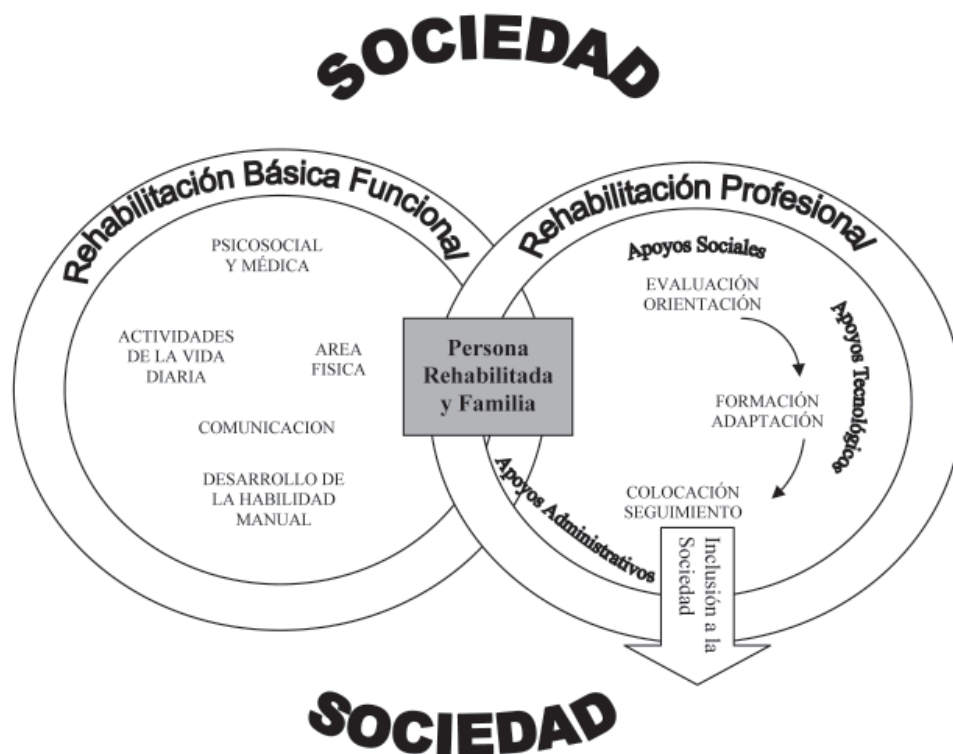 SOCIEDAD
Rehabilitación Básica Funcional
PSICOSOCIAL
Y MÉDICA
ACTIVIDADES
DE LA VIDA
DIARIA
AREA
FISICA
COMUNICACION
DESARROLLO DE
LA HABILIDAD
MANUAL
Persona
Rehabilitada
y Familia
Rehabilitación Profesional
Apoyos Sociales
EVALUACIÓN
ORIENTACIÓN
Apoyos Tecnológicos
FORMACIÓN
ADAPTACIÓN
COLOCACIÓN
SEGUIMIENTO
Apoyos Administrativos
Inclusión a la
Sociedad
SOCIEDAD